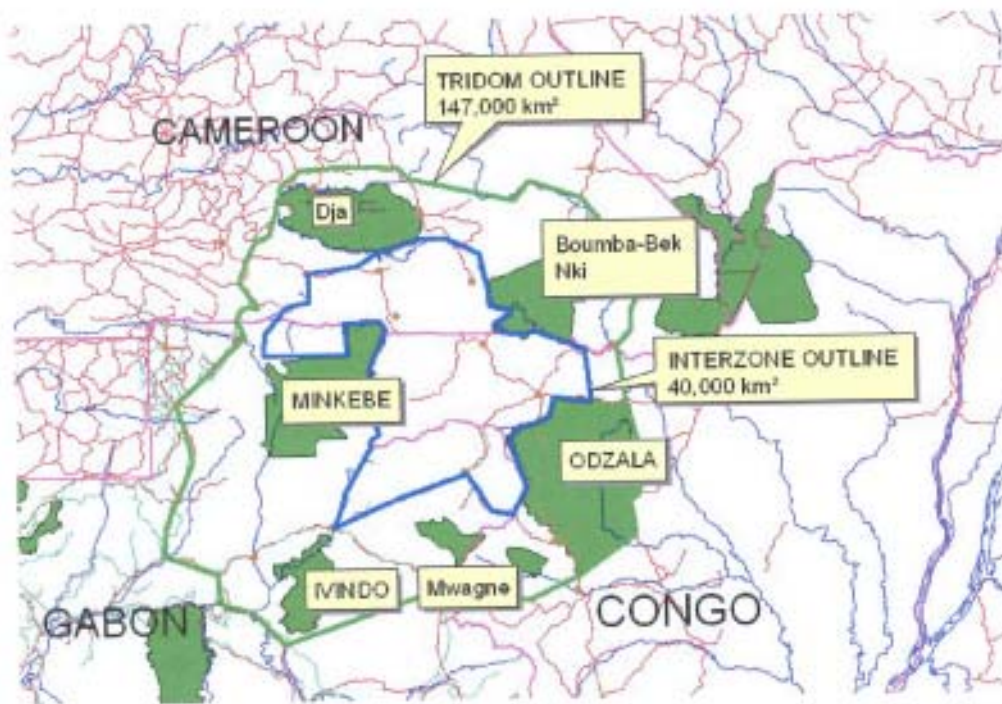 TRIDOM OUTLINE
147,000 km²
CAMEROON
Dja
Boumba-Bek
Nki
INTERZONE OUTLINE
40,000 km²
MINKEBE
ODZALA
IVINDO
Mwagne
GABON
CONGO